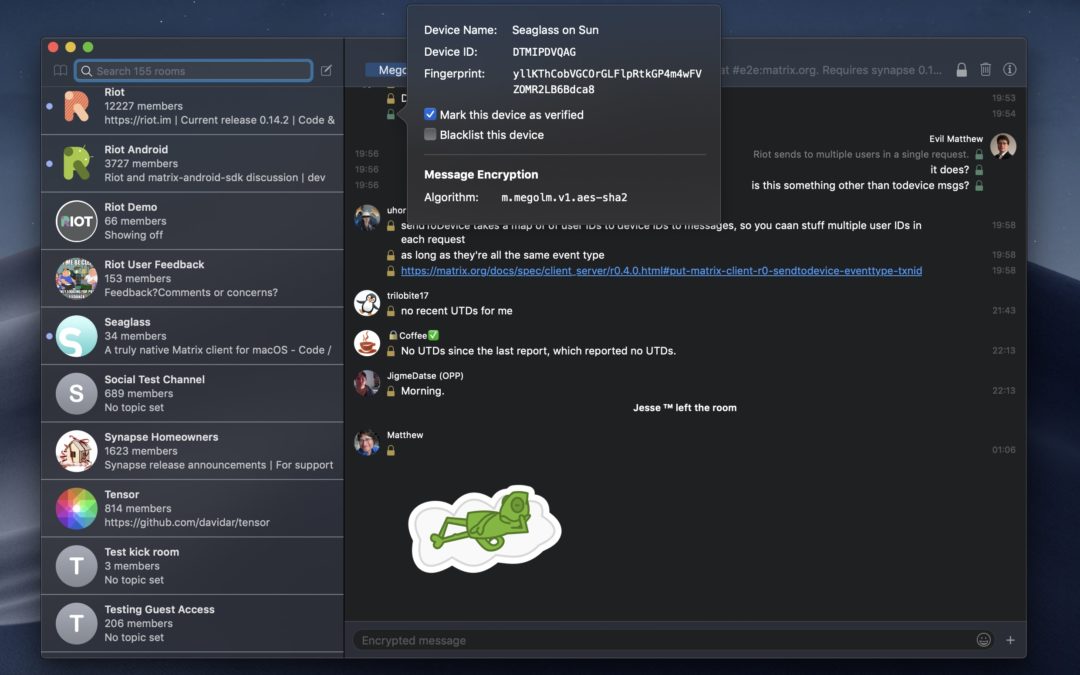 Search 155 rooms
Riot
12227 members
https://riot.im | Current release 0.14.2 | Code &
Riot Android
3727 members
Riot and matrix-android-sdk discussion | dev
RIOT
Riot Demo
66 members
Showing off
Riot User Feedback
153 members
Feedback?Comments or concerns?
Seaglass
34 members
A truly native Matrix client for macOS - Code /
S
Social Test Channel
689 members
No topic set
Synapse Homeowners
1623 members
Synapse release announcements | For support
Tensor
814 members
https://github.com/davidar/tensor
T
Test kick room
3 members
No topic set
T
Testing Guest Access
206 members
No topic set
Device Name: Seaglass on Sun
Device ID: DTMIPDVQAG
Fingerprint: yllKThCobVGCOrGLFlpRtkGP4m4wFV
ZOMR2LB6Bdca8
Mark this device as verified
Blacklist this device
Message Encryption
Algorithm: m.megolm.v1.aes-sha2
Mego
at #e2e:matrix.org. Requires synapse 0.1...
19:53
19:54
Evil Matthew
19:56 Riot sends to multiple users in a single request.
19:56 it does?
19:56 is this something other than todevice msgs?
uhor
sendToDevice takes a map of of user IDs to device IDs to messages, so you caan stuff multiple user IDs in 19:58
each request
as long as they're all the same event type 19:58
https://matrix.org/docs/spec/client_server/r0.4.0.html#put-matrix-client-r0-sendtodevice-eventtype-txnid 19:58
trilobite17
no recent UTDs for me 21:43
Coffee
No UTDs since the last report, which reported no UTDs. 22:13
JigmeDatse (OPP)
Morning. 22:13
Jesse ™ left the room
Matthew
01:06
Encrypted message